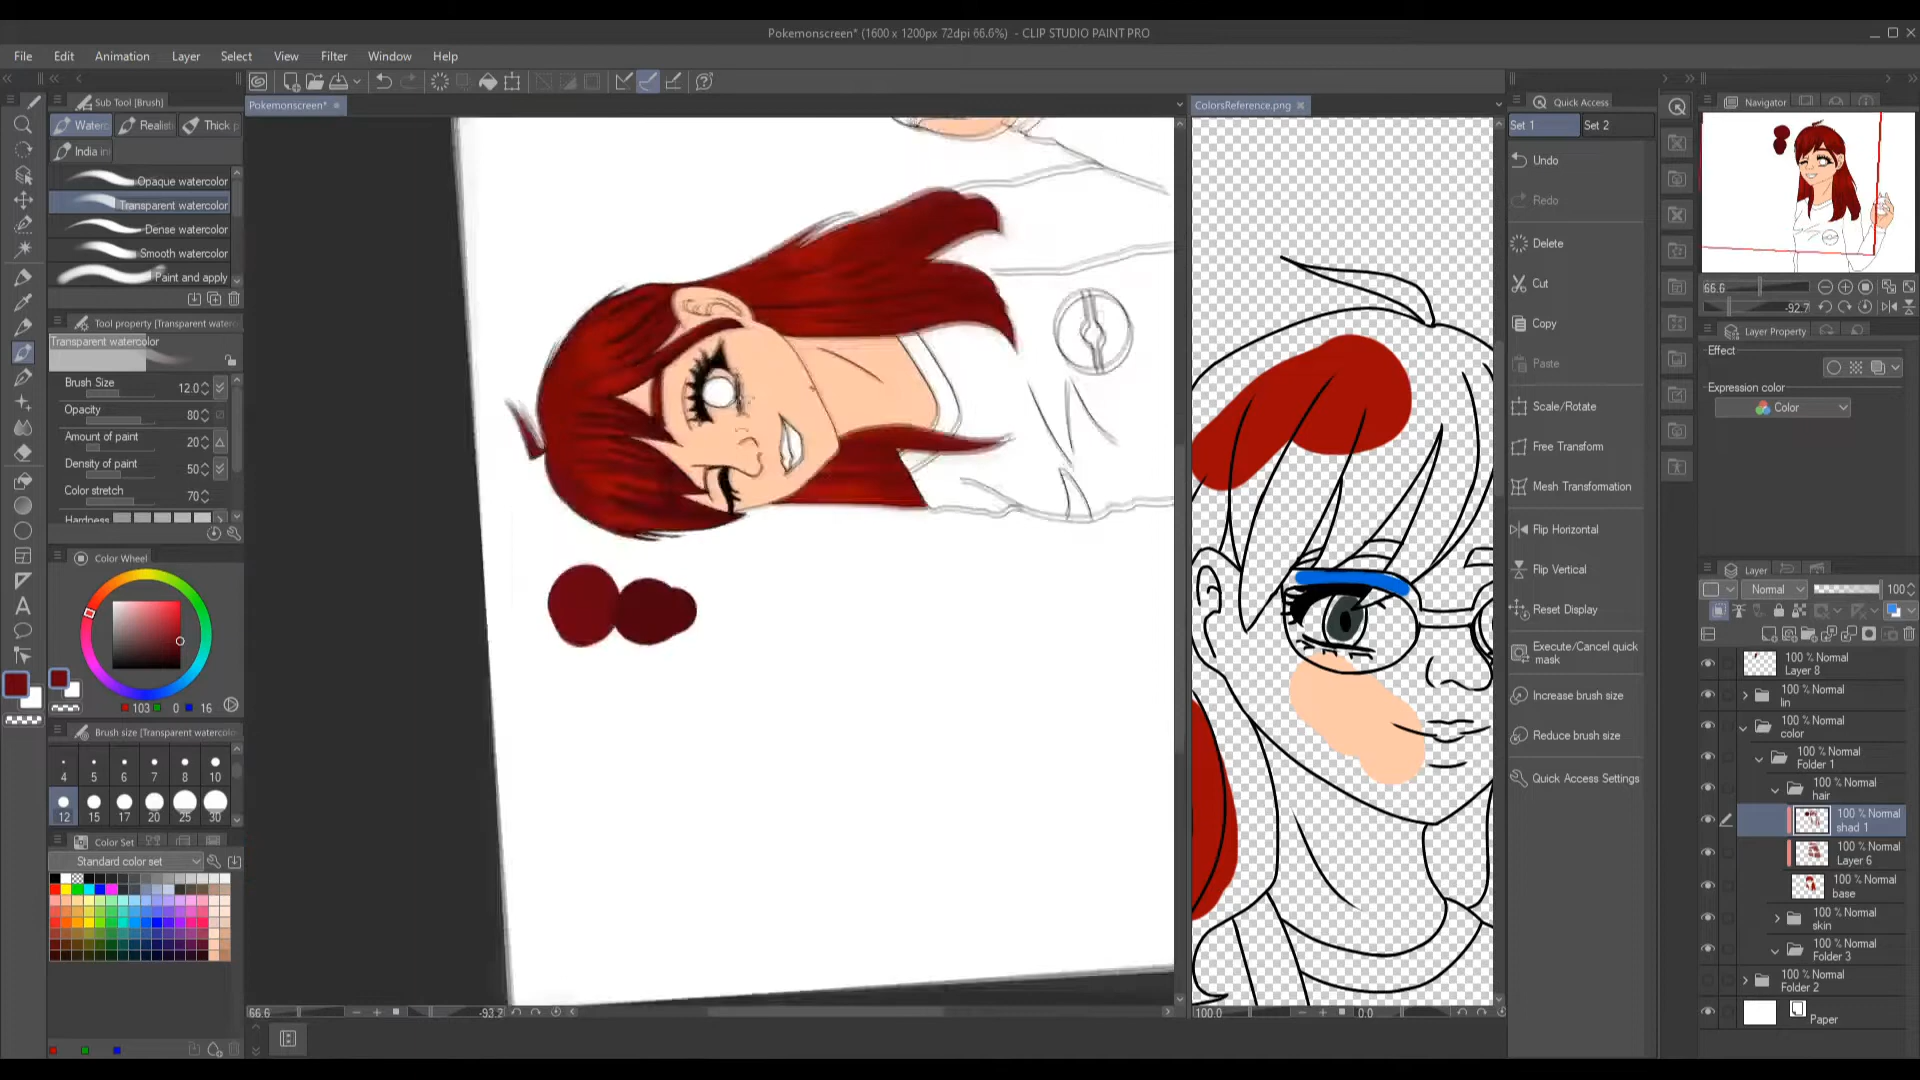 Pokemonscreen* (1600 x 1200px 72dpi 66.6%)  - CLIP STUDIO PAINT PRO
File Edit Animation Layer Select View Filter Window Help
Sub Tool [Brush]
Waterc Realist Thick p
India in
Opaque watercolor
Transparent watercolor
Dense watercolor
Smooth watercolor
Paint and apply
Tool property [Transparent waterc
Transparent watercolor
Brush Size 12.0
Opacity 80
Amount of paint 20
Density of paint 50
Color stretch 70
Hardness
Color Wheel
103 0 16
Brush size [Transparent watercolo
4 5 6 7 8 10
12 15 17 20 25 30
Color Set
Standard color set
Pokemonscreen*
66.6 -93.2
ColorsReference.png
100.0 0.0
Quick Access
Set 1 Set 2
Undo
Redo
Delete
Cut
Copy
Paste
Scale/Rotate
Free Transform
Mesh Transformation
Flip Horizontal
Flip Vertical
Reset Display
Execute/Cancel quick
mask
Increase brush size
Reduce brush size
Quick Access Settings
Navigator
66.6
-92.7
Layer Property
Effect
Expression color
Color
Layer
Normal 100
100 % Normal
Layer 8
100 % Normal
lin
100 % Normal
color
100 % Normal
Folder 1
100 % Normal
hair
100 % Normal
shad 1
100 % Normal
Layer 6
100 % Normal
base
100 % Normal
skin
100 % Normal
Folder 3
100 % Normal
Folder 2
Paper